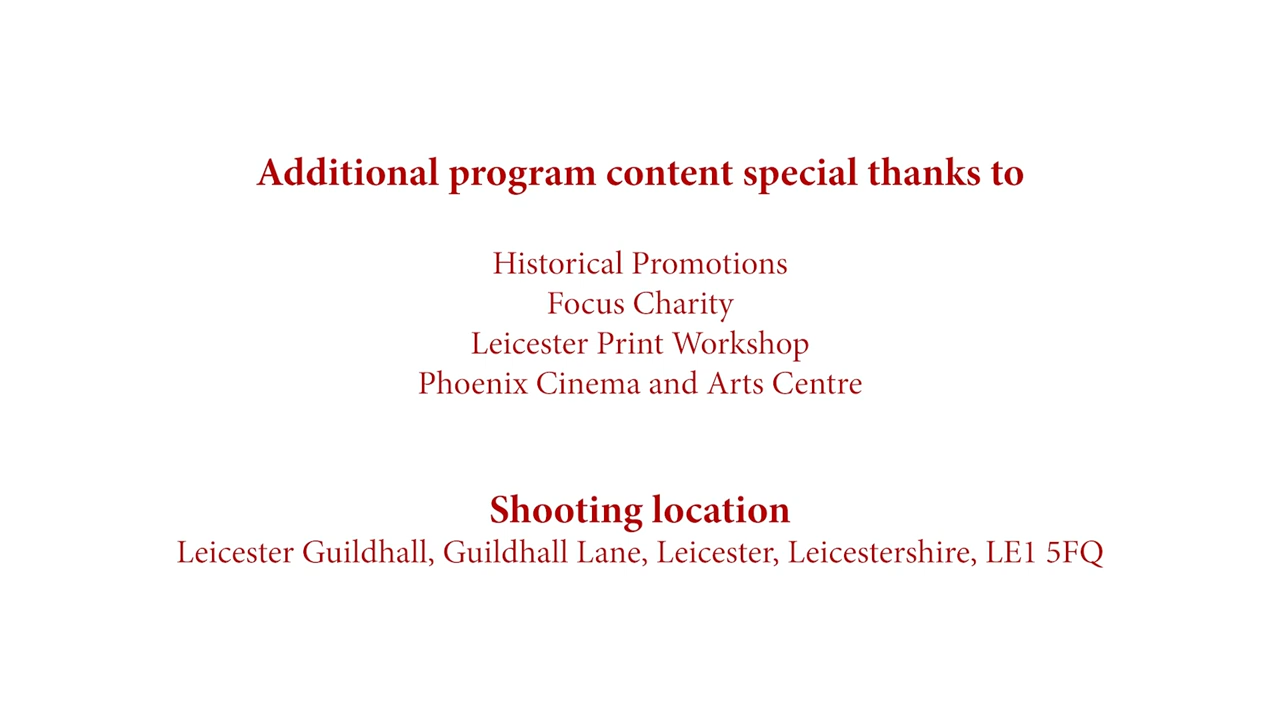 Additional program content special thanks to
Historical Promotions
Focus Charity
Leicester Print Workshop
Phoenix Cinema and Arts Centre
Shooting location
Leicester Guildhall, Guildhall Lane, Leicester, Leicestershire, LE1 5FQ